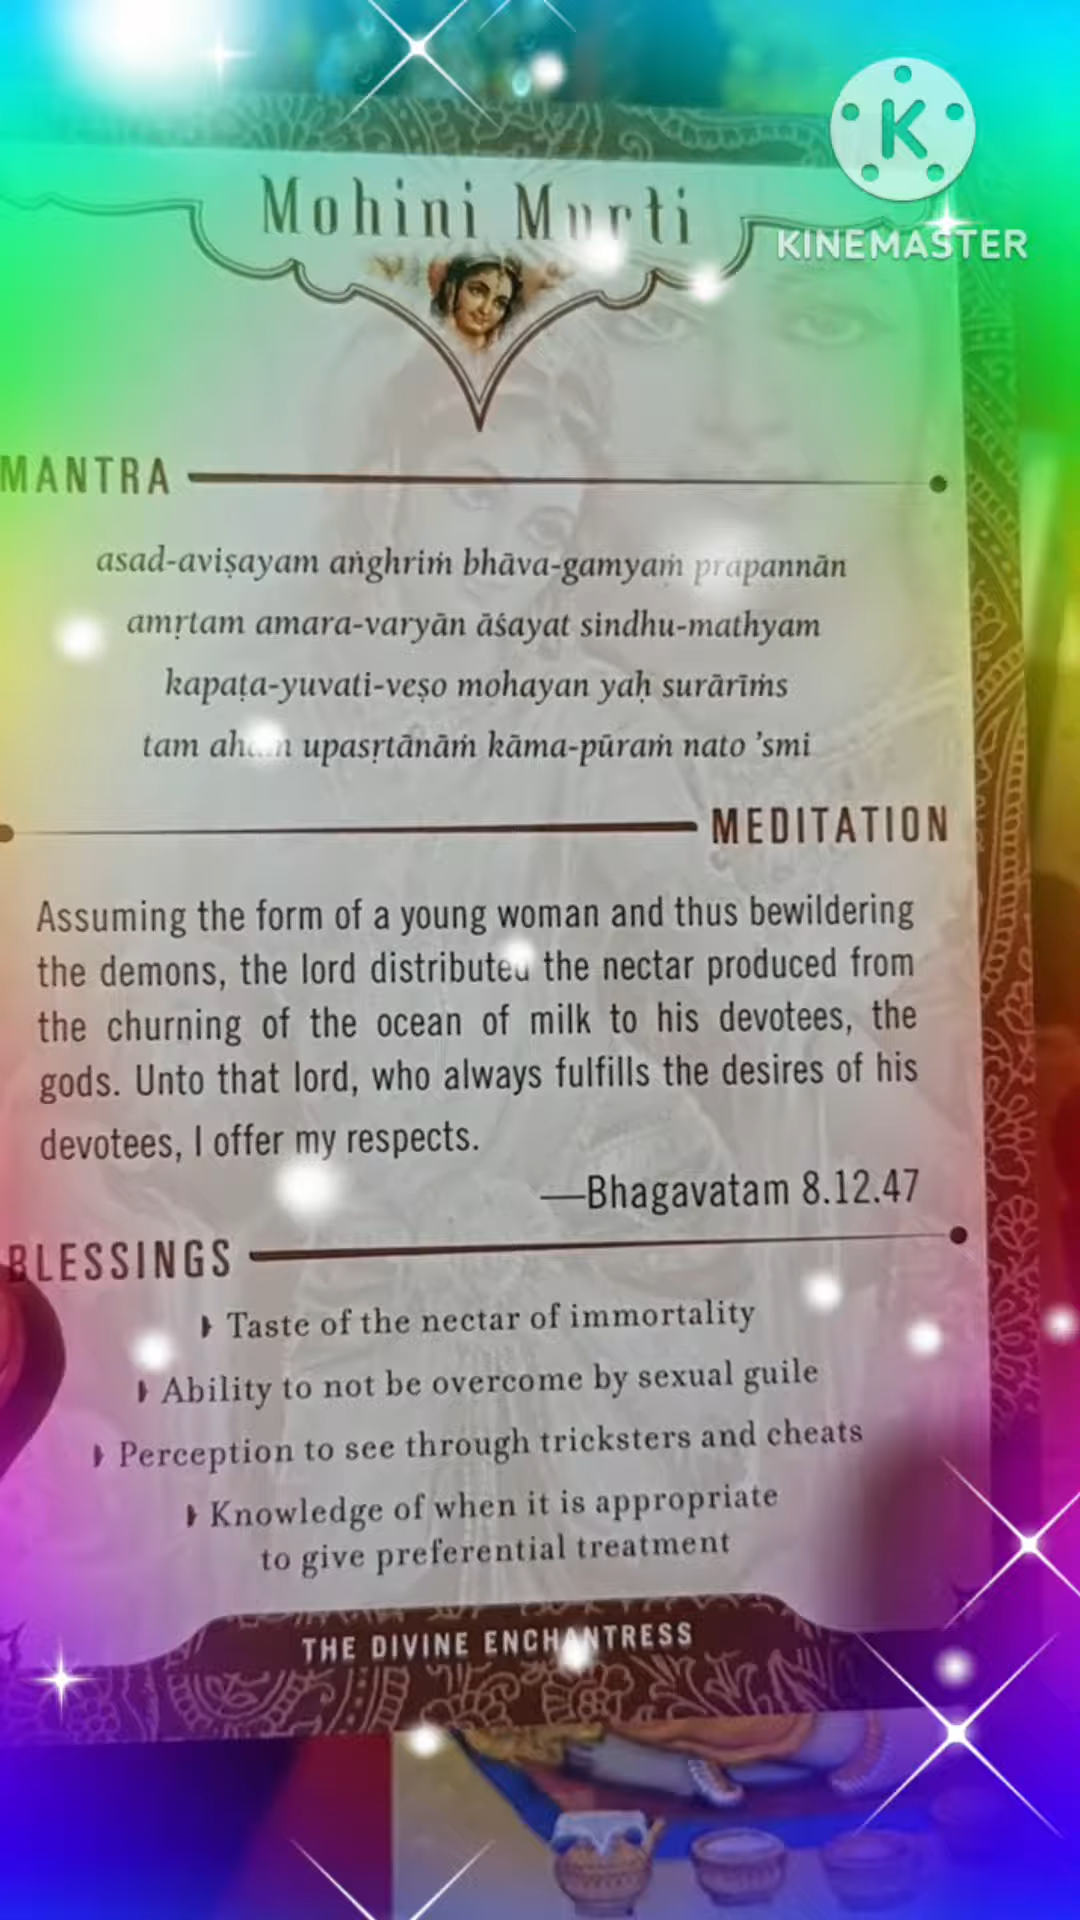 K
KINEMASTER
Mohini Murti
MANTRA
asad-aviṣayam aṅghriṁ bhāva-gamyaṁ prapannān
amṛtam amara-varyān āśayat sindhu-mathyam
kapaṭa-yuvati-veṣo mohayan yaḥ surārīṁs
tam aham upasṛtānāṁ kāma-pūraṁ nato 'smi
MEDITATION
Assuming the form of a young woman and thus bewildering
the demons, the lord distributed the nectar produced from
the churning of the ocean of milk to his devotees, the
gods. Unto that lord, who always fulfills the desires of his
devotees, I offer my respects.
—Bhagavatam 8.12.47
BLESSINGS
Taste of the nectar of immortality
Ability to not be overcome by sexual guile
Perception to see through tricksters and cheats
Knowledge of when it is appropriate
to give preferential treatment
THE DIVINE ENCHANTRESS